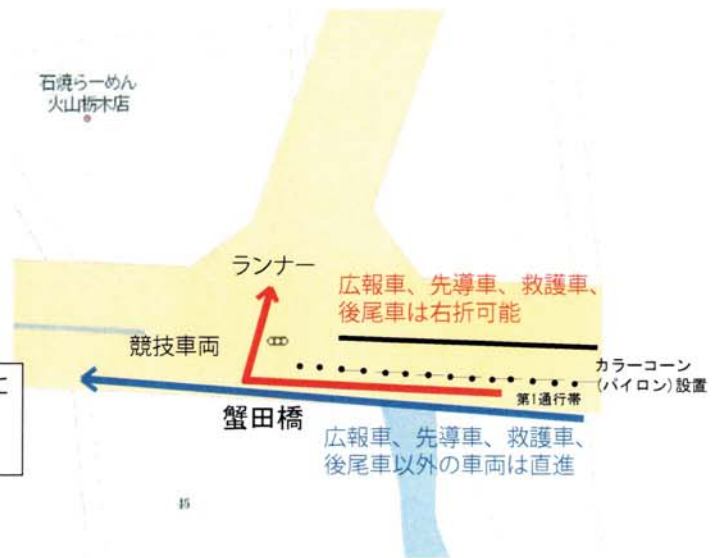 石焼らーめん
火山栃木店
ランナー
広報車、先導車、救護車、
後尾車は右折可能
競技車両
カラーコーン
(パイロン)設置
第1通行帯
に
蟹田橋
広報車、先導車、救護車、
後尾車以外の車両は直進